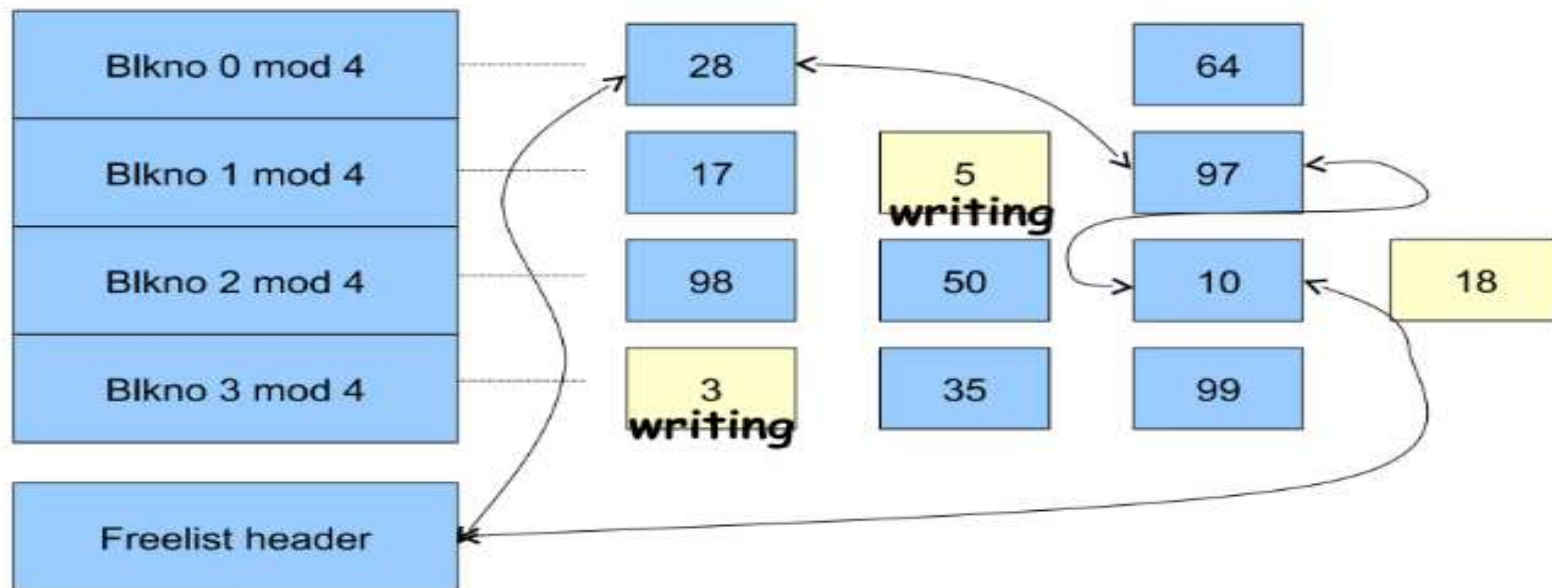 Blkno 0 mod 4 28 64
Blkno 1 mod 4 17 5 97
writing
Blkno 2 mod 4 98 50 10 18
Blkno 3 mod 4 3 35 99
writing
Freelist header